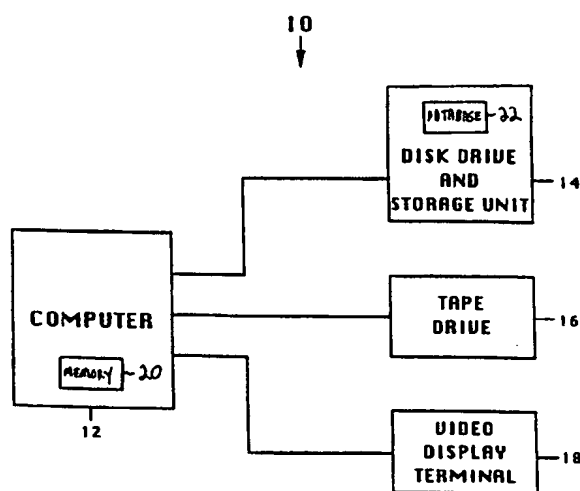 10
DATABASE 22
DISK DRIVE
AND
STORAGE UNIT
14
COMPUTER
MEMORY 20
12
TAPE
DRIVE
16
VIDEO
DISPLAY
TERMINAL
18